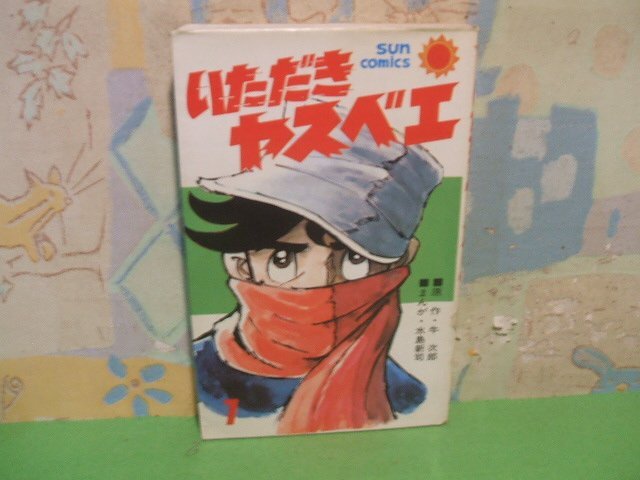 sun
comics
いただき
ヤスベエ
■原作・牛次郎
■まんが・水島新司
1